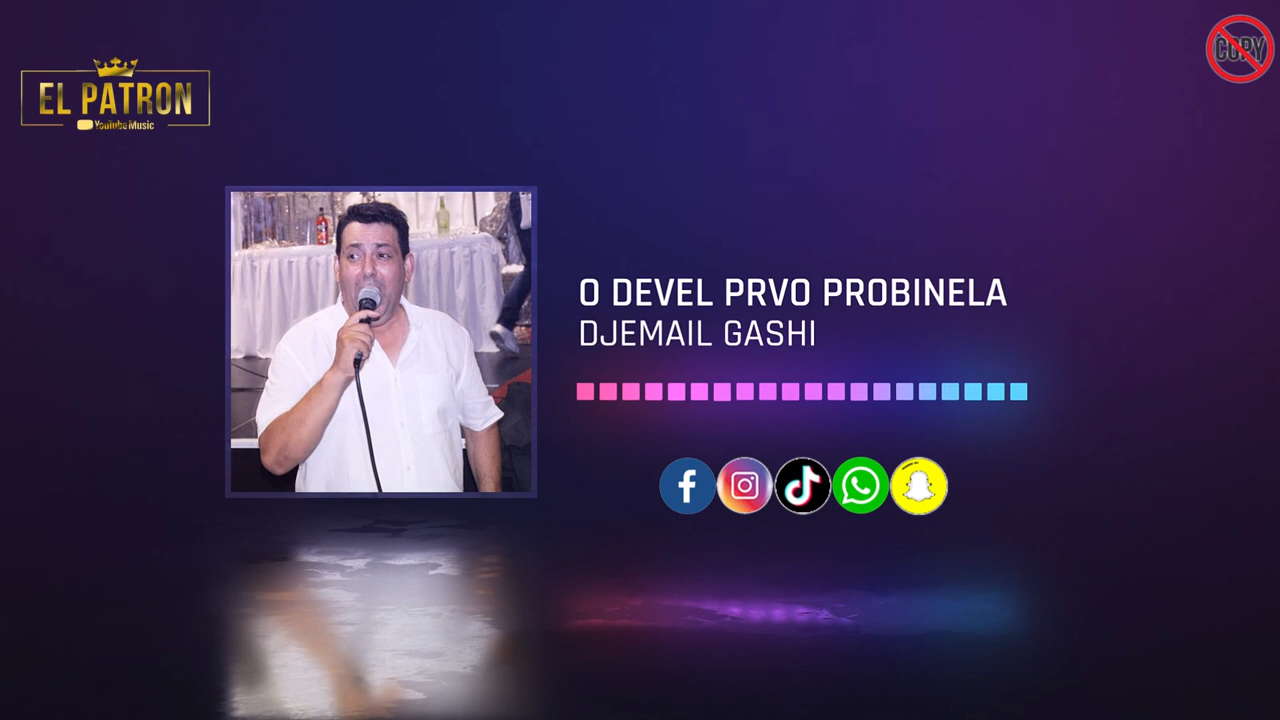 EL PATRON
YouTube Music
COPY
O DEVEL PRVO PROBINELA
DJEMAIL GASHI